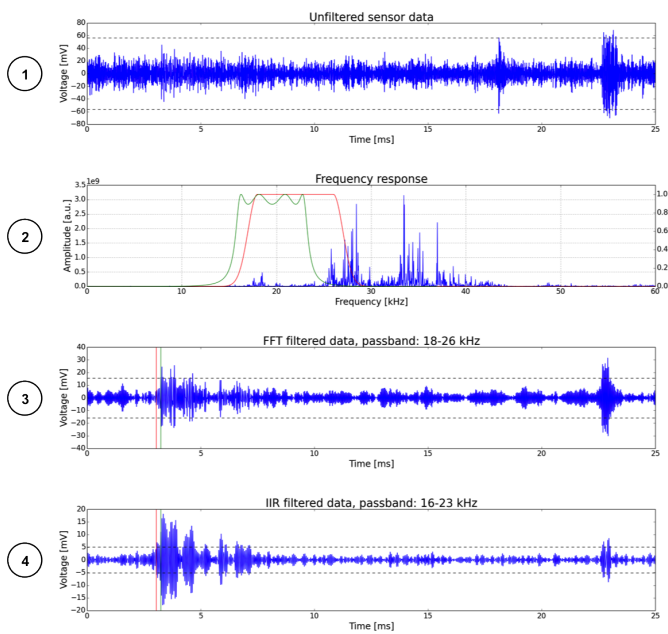 Unfiltered sensor data
1
Voltage [mV]
80
60
40
20
0
−20
−40
−60
−80
0 5 10 15 20 25
Time [ms]
Frequency response
2
Amplitude [a.u.]
1e9
3.5
3.0
2.5
2.0
1.5
1.0
0.5
0.0
1.0
0.8
0.6
0.4
0.2
0.0
0 10 20 30 40 50 60
Frequency [kHz]
FFT filtered data, passband: 18-26 kHz
3
Voltage [mV]
40
30
20
10
0
−10
−20
−30
−40
0 5 10 15 20 25
Time [ms]
IIR filtered data, passband: 16-23 kHz
4
Voltage [mV]
20
15
10
5
0
−5
−10
−15
−20
0 5 10 15 20 25
Time [ms]